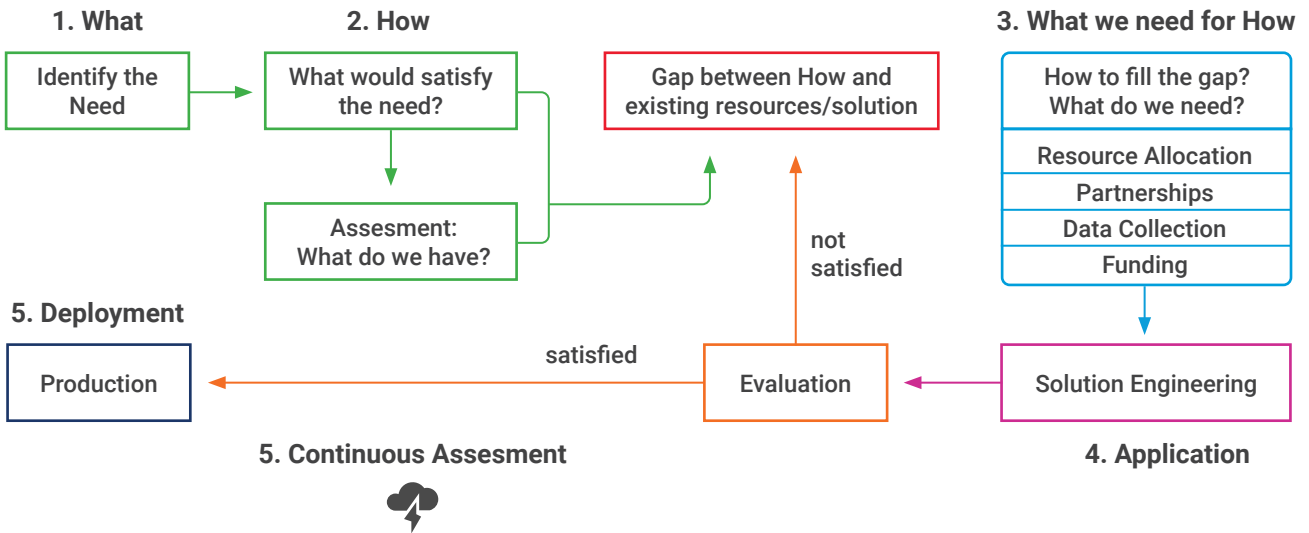 1. What
Identify the
Need
2. How
What would satisfy
the need?
Assesment:
What do we have?
Gap between How and
existing resources/solution
3. What we need for How
How to fill the gap?
What do we need?
Resource Allocation
Partnerships
Data Collection
Funding
not
satisfied
5. Deployment
Production
satisfied
Evaluation
Solution Engineering
5. Continuous Assesment
4. Application